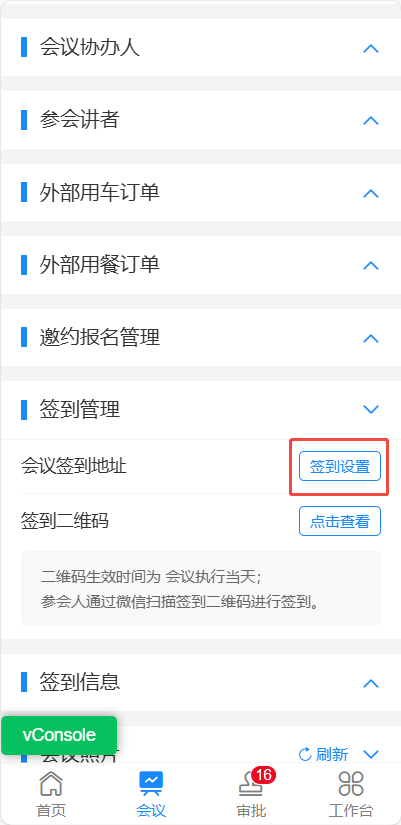 会议协办人
参会讲者
外部用车订单
外部用餐订单
邀约报名管理
签到管理
会议签到地址 签到设置
签到二维码 点击查看
二维码生效时间为 会议执行当天；
参会人通过微信扫描签到二维码进行签到。
签到信息
vConsole
会议照片 刷新
16
首页 会议 审批 工作台